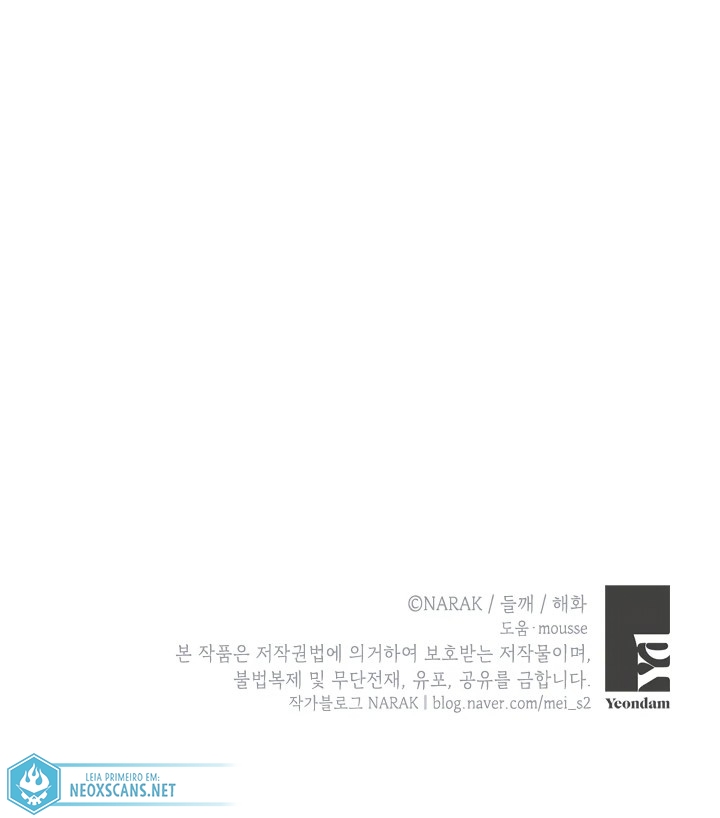 ©NARAK / 들깨 / 해화
도움·mousse
본 작품은 저작권법에 의거하여 보호받는 저작물이며,
불법복제 및 무단전재, 유포, 공유를 금합니다.
작가블로그 NARAK | blog.naver.com/mei_s2
Ya
Yeondam
LEIA PRIMEIRO EM:
NEOXSCANS.NET